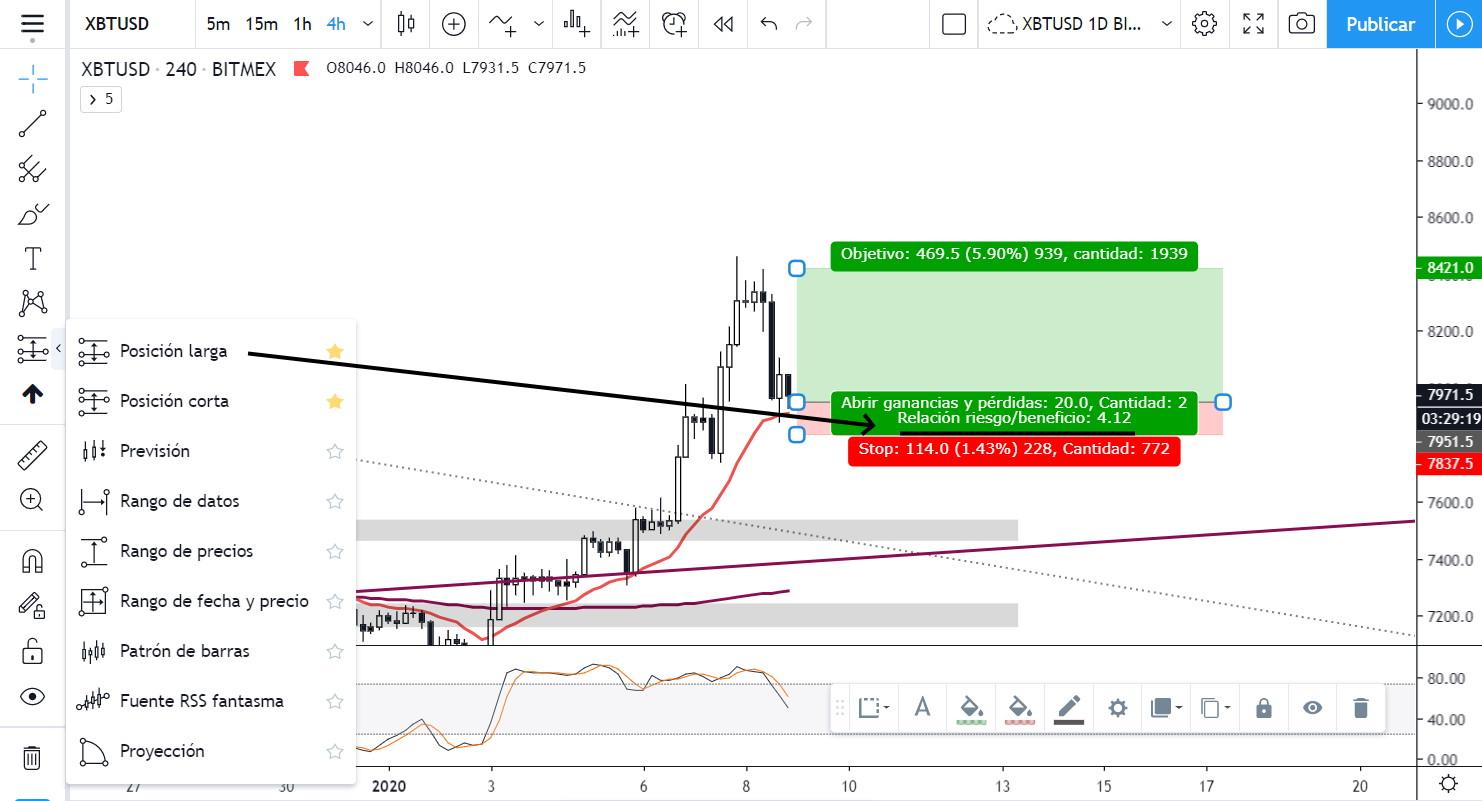 XBTUSD 5m 15m 1h 4h XBTUSD 1D BI... Publicar
XBTUSD · 240 · BITMEX O8046.0 H8046.0 L7931.5 C7971.5
5
9000.0
8800.0
8600.0
Objetivo: 469.5 (5.90%) 939, cantidad: 1939
8421.0
8200.0
Posición larga
Posición corta
Previsión
Rango de datos
Rango de precios
Rango de fecha y precio
Patrón de barras
Fuente RSS fantasma
Proyección
Abrir ganancias y pérdidas: 20.0, Cantidad: 2
Relación riesgo/beneficio: 4.12
Stop: 114.0 (1.43%) 228, Cantidad: 772
7971.5
03:29:19
7951.5
7837.5
7600.0
7400.0
7200.0
80.00
40.00
0.00
27 30 2020 3 6 8 10 13 15 17 20